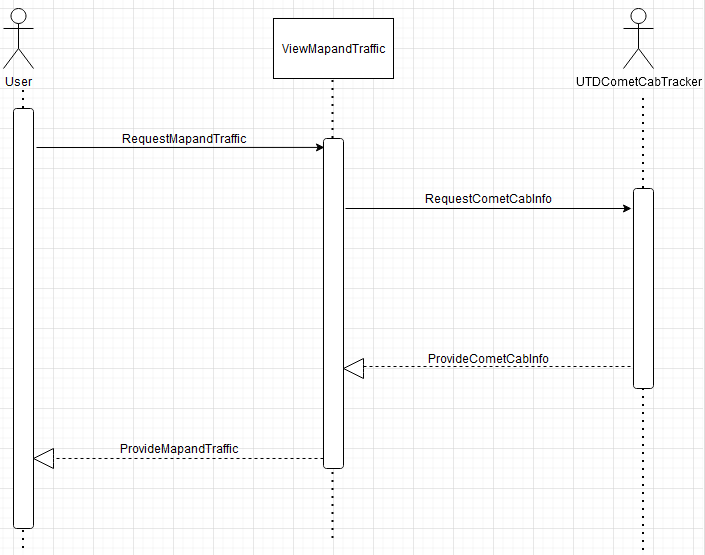 ViewMapandTraffic
User
UTDCometCabTracker
RequestMapandTraffic
RequestCometCabInfo
ProvideCometCabInfo
ProvideMapandTraffic